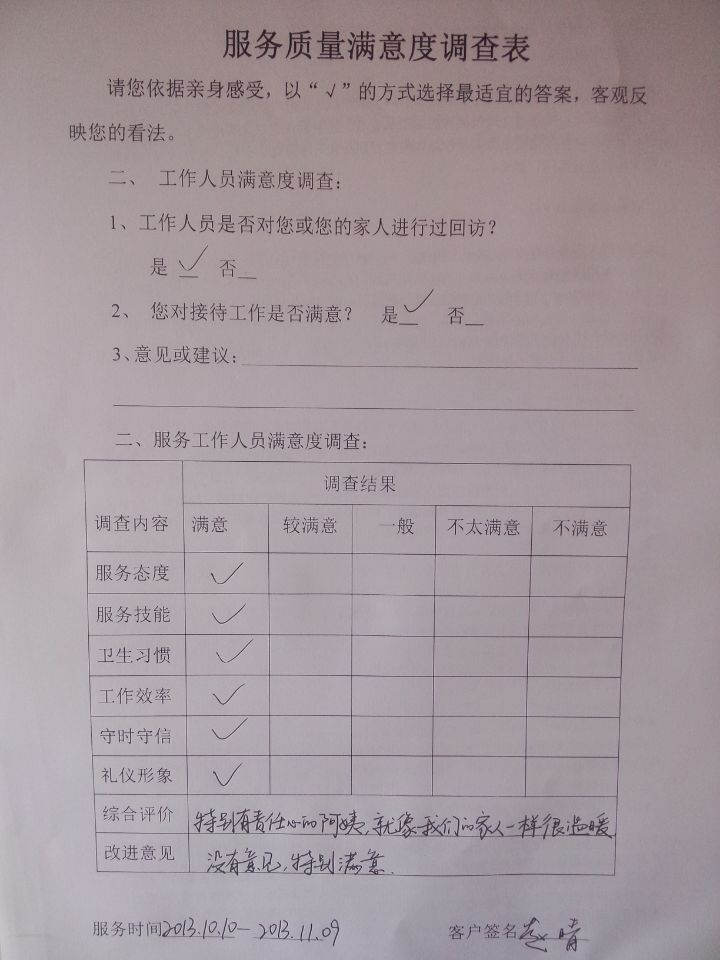 服务质量满意度调查表
请您依据亲身感受，以“√”的方式选择最适宜的答案，客观反
映您的看法。
二、 工作人员满意度调查：
1、工作人员是否对您或您的家人进行过回访？
是 ✓ 否__
2、 您对接待工作是否满意？ 是 ✓ 否__
3、意见或建议：
二、服务工作人员满意度调查：
调查内容 调查结果
满意 较满意 一般 不太满意 不满意
服务态度 ✓
服务技能 ✓
卫生习惯 ✓
工作效率 ✓
守时守信 ✓
礼仪形象 ✓
综合评价 特别有责任心的阿姨，就像我们的家人一样很温暖
改进意见 没有意见，特别满意.
服务时间2013.10.10—2013.11.09 客户签名赵晴